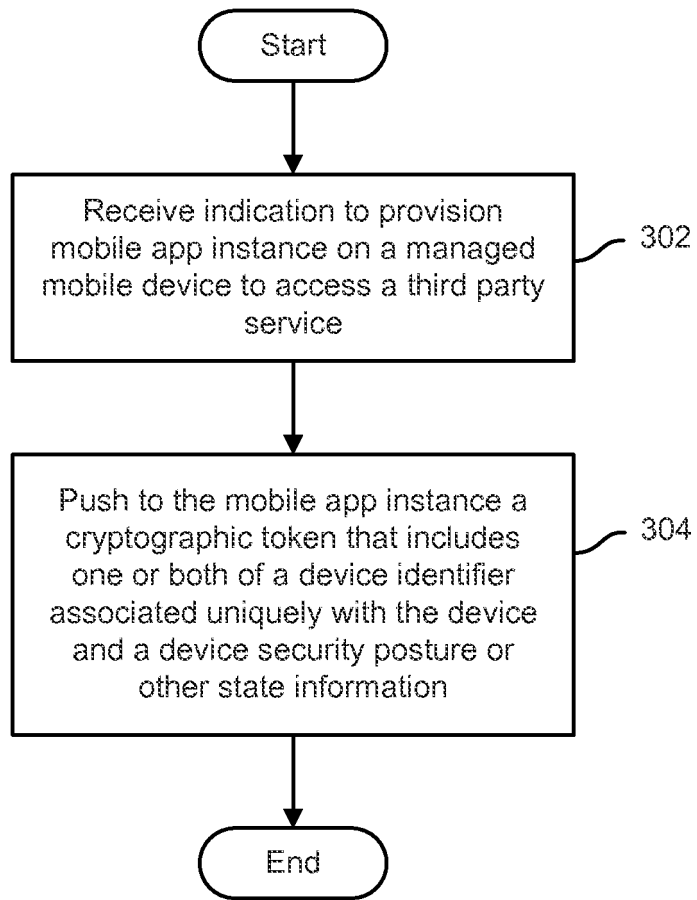 Start
Receive indication to provision
mobile app instance on a managed
mobile device to access a third party
service
302
Push to the mobile app instance a
cryptographic token that includes
one or both of a device identifier
associated uniquely with the device
and a device security posture or
other state information
304
End